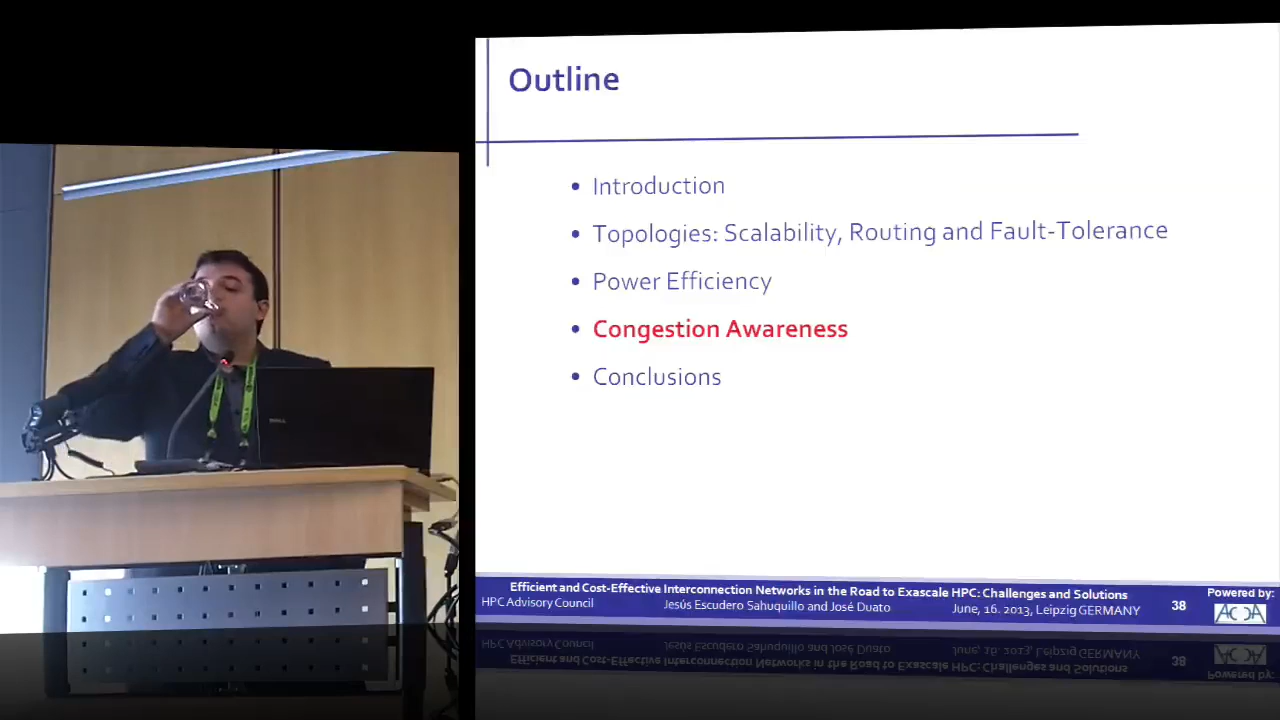 Outline
• Introduction
• Topologies: Scalability, Routing and Fault-Tolerance
• Power Efficiency
• Congestion Awareness
• Conclusions
Efficient and Cost-Effective Interconnection Networks in the Road to Exascale HPC: Challenges and Solutions
HPC Advisory Council
Jesús Escudero Sahuquillo and José Duato
June, 16. 2013, Leipzig GERMANY
38
Powered by:
DELL